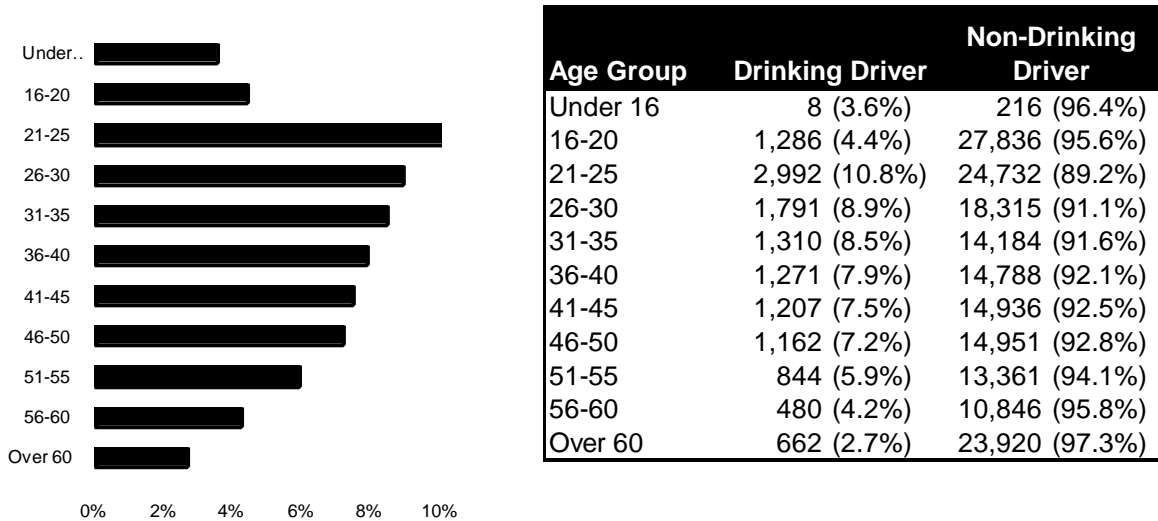 Under..
16-20
21-25
26-30
31-35
36-40
41-45
46-50
51-55
56-60
Over 60
0% 2% 4% 6% 8% 10%
Age Group Drinking Driver Non-Drinking Driver
Under 16 8 (3.6%) 216 (96.4%)
16-20 1,286 (4.4%) 27,836 (95.6%)
21-25 2,992 (10.8%) 24,732 (89.2%)
26-30 1,791 (8.9%) 18,315 (91.1%)
31-35 1,310 (8.5%) 14,184 (91.6%)
36-40 1,271 (7.9%) 14,788 (92.1%)
41-45 1,207 (7.5%) 14,936 (92.5%)
46-50 1,162 (7.2%) 14,951 (92.8%)
51-55 844 (5.9%) 13,361 (94.1%)
56-60 480 (4.2%) 10,846 (95.8%)
Over 60 662 (2.7%) 23,920 (97.3%)